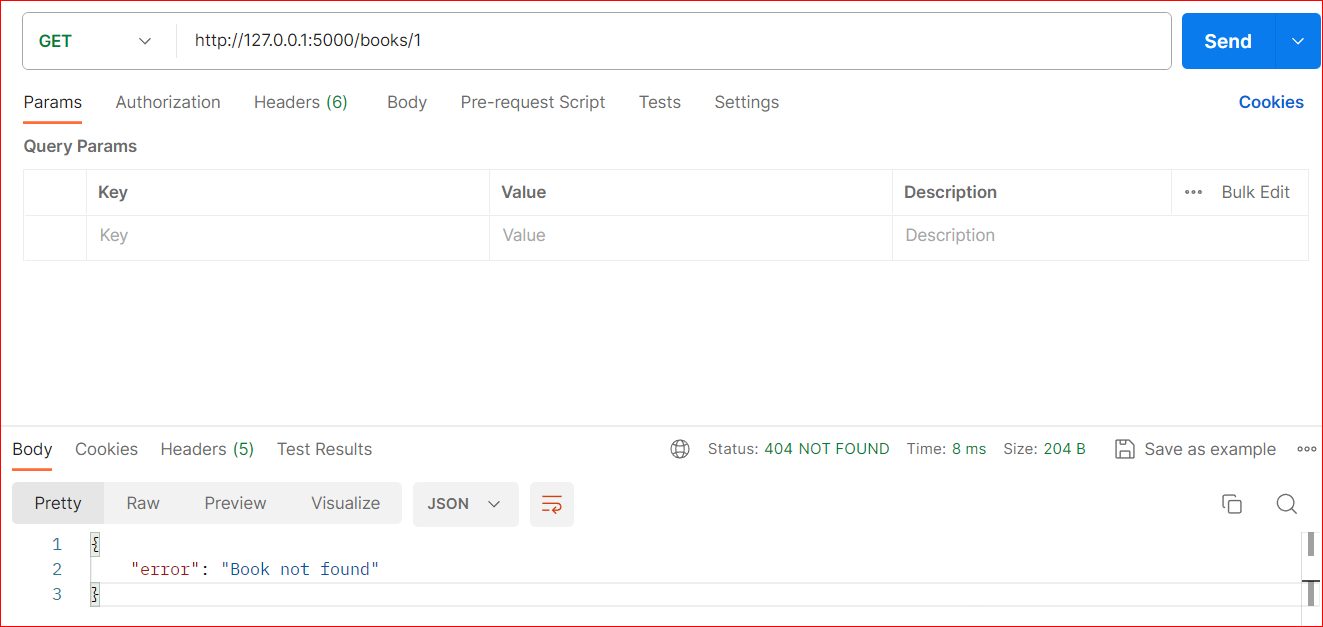 GET http://127.0.0.1:5000/books/1 Send
Params Authorization Headers (6) Body Pre-request Script Tests Settings Cookies
Query Params
Key Value Description Bulk Edit
Key Value Description
Body Cookies Headers (5) Test Results Status: 404 NOT FOUND Time: 8 ms Size: 204 B Save as example
Pretty Raw Preview Visualize JSON
1 {
2 "error": "Book not found"
3 }